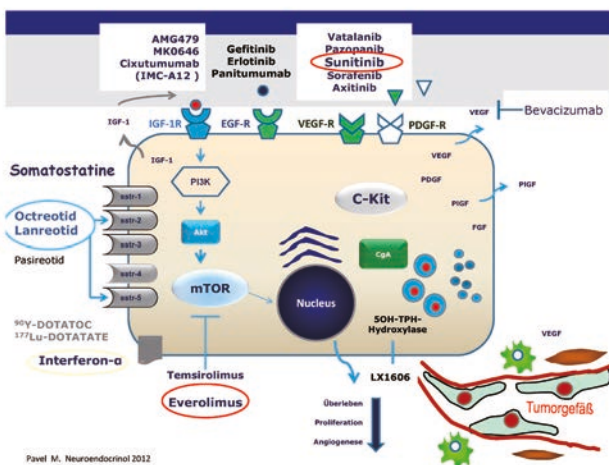 AMG479
MK0646
Cixutumumab
(IMC-A12 )
Gefitinib
Erlotinib
Panitumumab
Vatalanib
Pazopanib
Sunitinib
Sorafenib
Axitinib
IGF-1
IGF-1R
EGF-R
VEGF-R
PDGF-R
VEGF
Bevacizumab
IGF-1
VEGF
Somatostatine
PI3K
PDGF
PlGF
sstr-1
C-Kit
PlGF
Octreotid
Lanreotid
sstr-2
FGF
Akt
sstr-3
CgA
Pasireotid
sstr-4
mTOR
sstr-5
Nucleus
5OH-TPH-
Hydroxylase
90Y-DOTATOC
177Lu-DOTATATE
VEGF
Interferon-α
Temsirolimus
LX1606
Everolimus
Überleben
Proliferation
Angiogenese
Tumorgefäß
Pavel M. Neuroendocrinol 2012